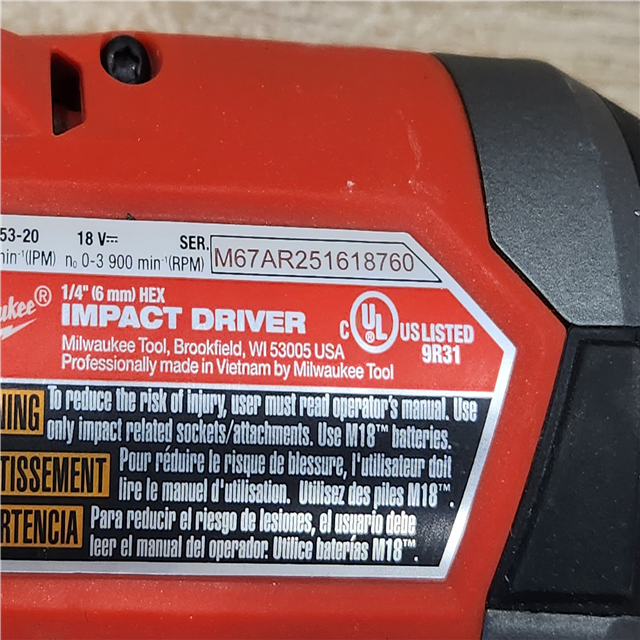 53-20 18 V⎓ SER. M67AR251618760
min⁻¹(IPM) n₀ 0-3 900 min⁻¹(RPM)
1/4" (6 mm) HEX
IMPACT DRIVER
Milwaukee Tool, Brookfield, WI 53005 USA
Professionally made in Vietnam by Milwaukee Tool
ukee®
C UL® US LISTED
9R31
NING To reduce the risk of injury, user must read operator's manual. Use
only impact related sockets/attachments. Use M18™ batteries.
TISSEMENT Pour réduire le risque de blessure, l'utilisateur doit
lire le manuel d'utilisation. Utilisez des piles M18™.
RTENCIA Para reducir el riesgo de lesiones, el usuario debe
leer el manual del operador. Utilice baterías M18™.